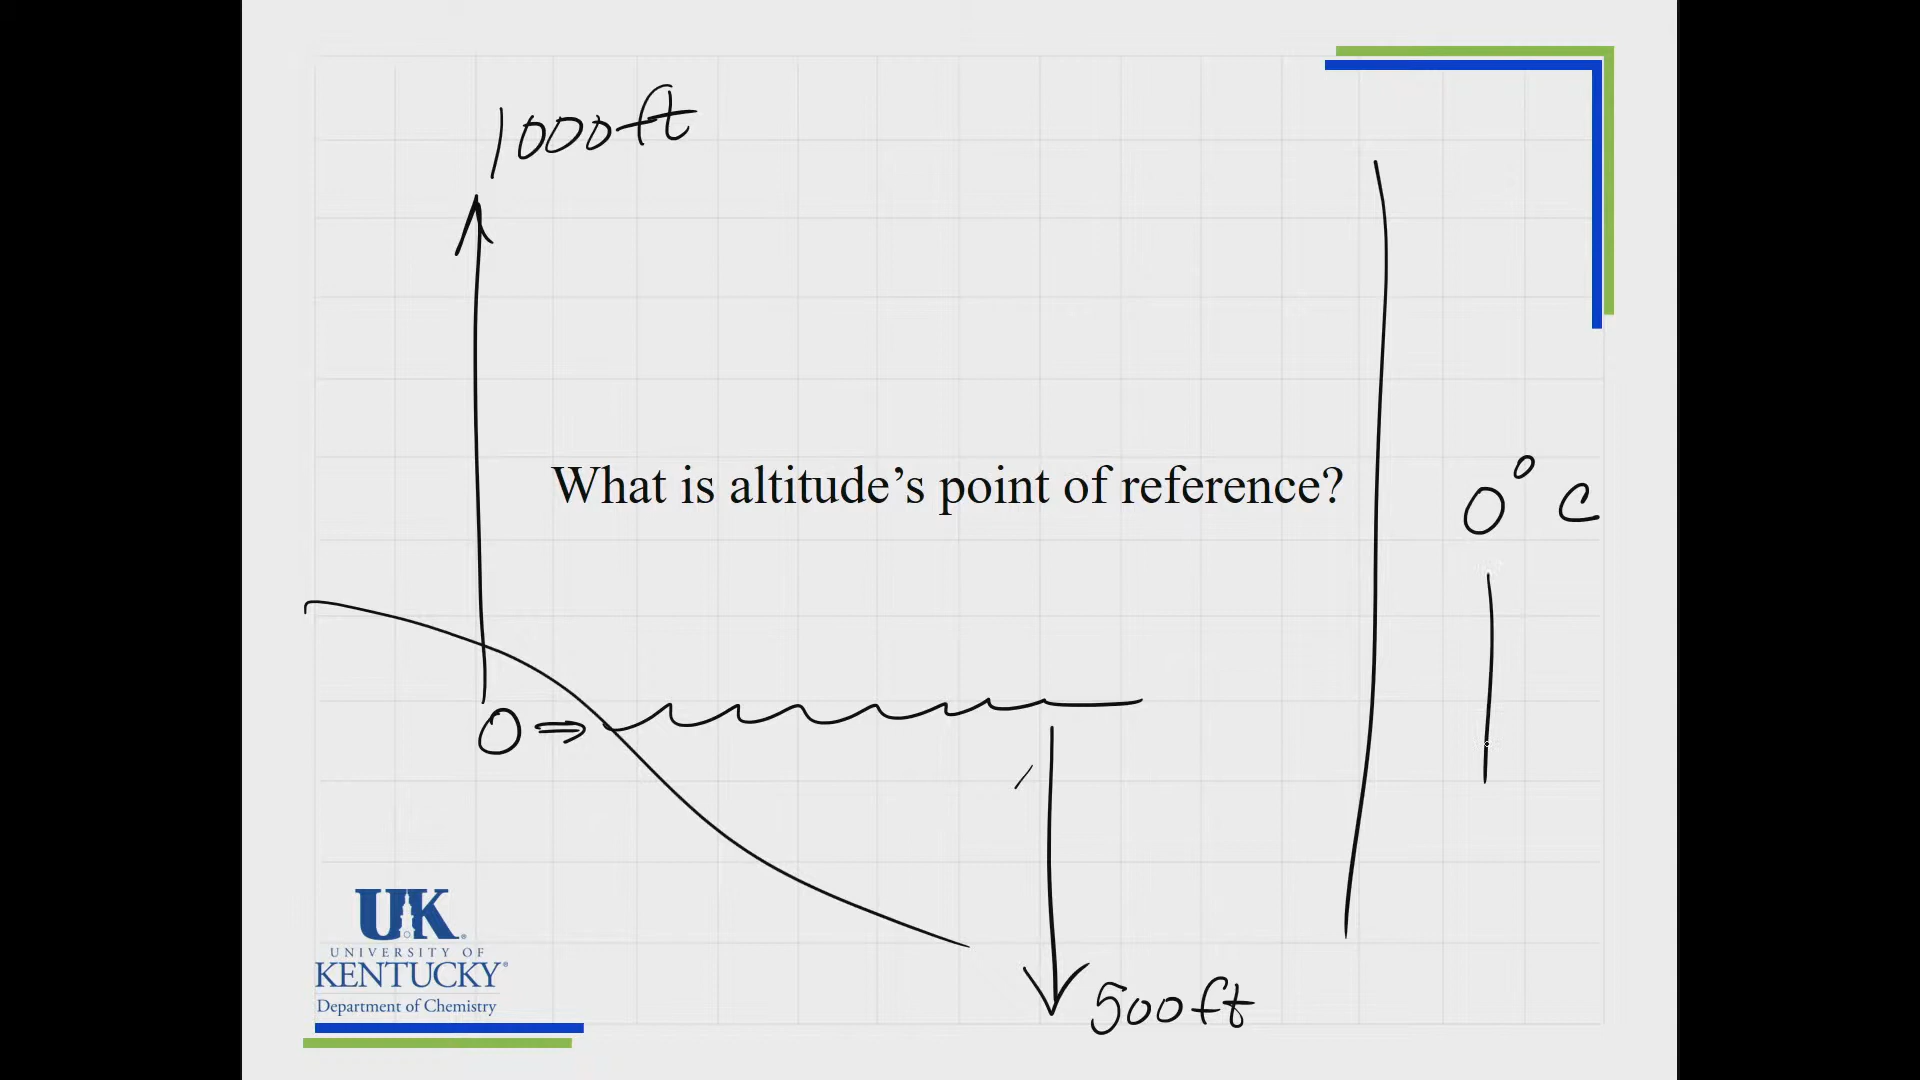 1000ft
What is altitude’s point of reference?
0° C
0 ⇒
500ft
UK®
UNIVERSITY OF
KENTUCKY®
Department of Chemistry